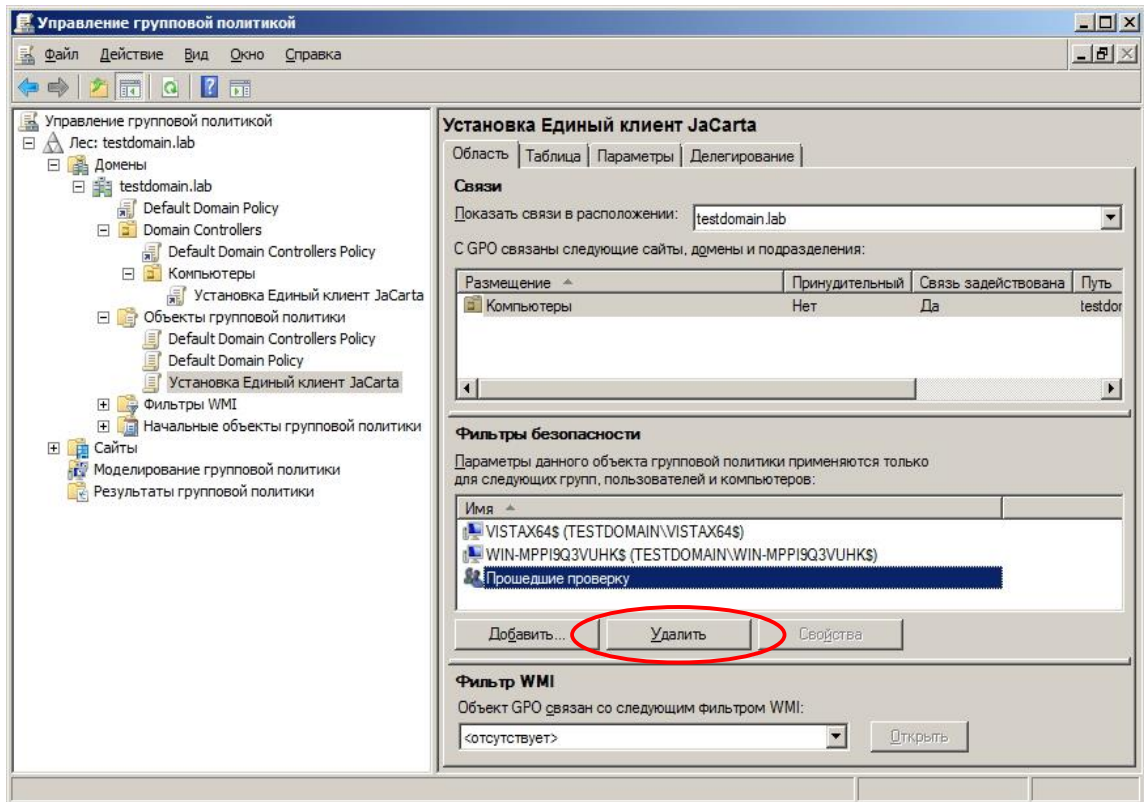 Управление групповой политикой
Файл Действие Вид Окно Справка
Управление групповой политикой
Лес: testdomain.lab
Домены
testdomain.lab
Default Domain Policy
Domain Controllers
Default Domain Controllers Policy
Компьютеры
Установка Единый клиент JaCarta
Объекты групповой политики
Default Domain Controllers Policy
Default Domain Policy
Установка Единый клиент JaCarta
Фильтры WMI
Начальные объекты групповой политики
Сайты
Моделирование групповой политики
Результаты групповой политики
Установка Единый клиент JaCarta
Область Таблица Параметры Делегирование
Связи
Показать связи в расположении: testdomain.lab
С GPO связаны следующие сайты, домены и подразделения:
Размещение Принудительный Связь задействована Путь
Компьютеры Нет Да testdor
Фильтры безопасности
Параметры данного объекта групповой политики применяются только
для следующих групп, пользователей и компьютеров:
Имя
VISTAX64$ (TESTDOMAIN\VISTAX64$)
WIN-MPPI9Q3VUHK$ (TESTDOMAIN\WIN-MPPI9Q3VUHK$)
Прошедшие проверку
Добавить... Удалить Свойства
Фильтр WMI
Объект GPO связан со следующим фильтром WMI:
<отсутствует> Открыть